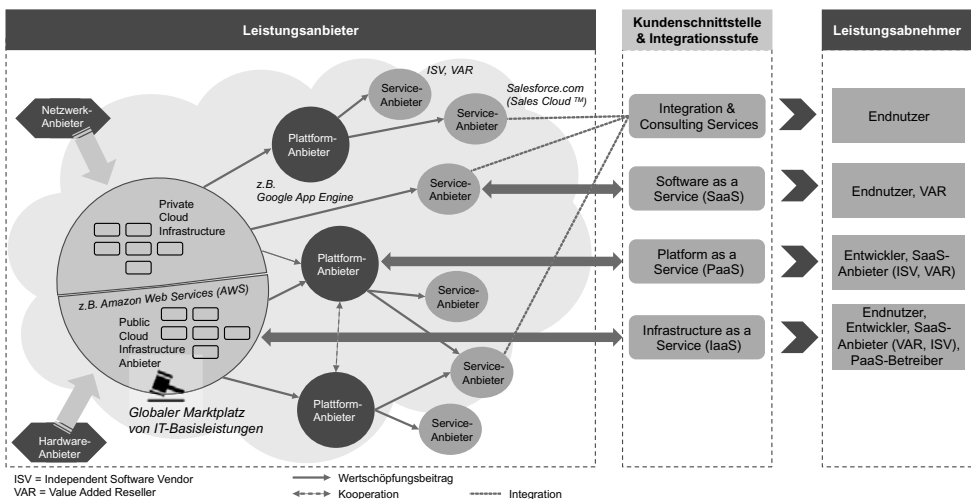 Leistungsanbieter
Kundenschnittstelle
& Integrationsstufe
Leistungsabnehmer
Netzwerk-
Anbieter
ISV, VAR
Service-
Anbieter
Salesforce.com
(Sales Cloud ™)
Service-
Anbieter
Plattform-
Anbieter
z.B.
Google App Engine
Service-
Anbieter
Private
Cloud
Infrastructure
Plattform-
Anbieter
z.B. Amazon Web Services (AWS)
Public
Cloud
Infrastructure
Anbieter
Service-
Anbieter
Service-
Anbieter
Plattform-
Anbieter
Service-
Anbieter
Globaler Marktplatz
von IT-Basisleistungen
Hardware-
Anbieter
Integration &
Consulting Services
Software as a
Service (SaaS)
Platform as a
Service (PaaS)
Infrastructure as a
Service (IaaS)
Endnutzer
Endnutzer, VAR
Entwickler, SaaS-
Anbieter (ISV, VAR)
Endnutzer,
Entwickler, SaaS-
Anbieter (VAR, ISV),
PaaS-Betreiber
ISV = Independent Software Vendor
VAR = Value Added Reseller
Wertschöpfungsbeitrag
Kooperation
Integration